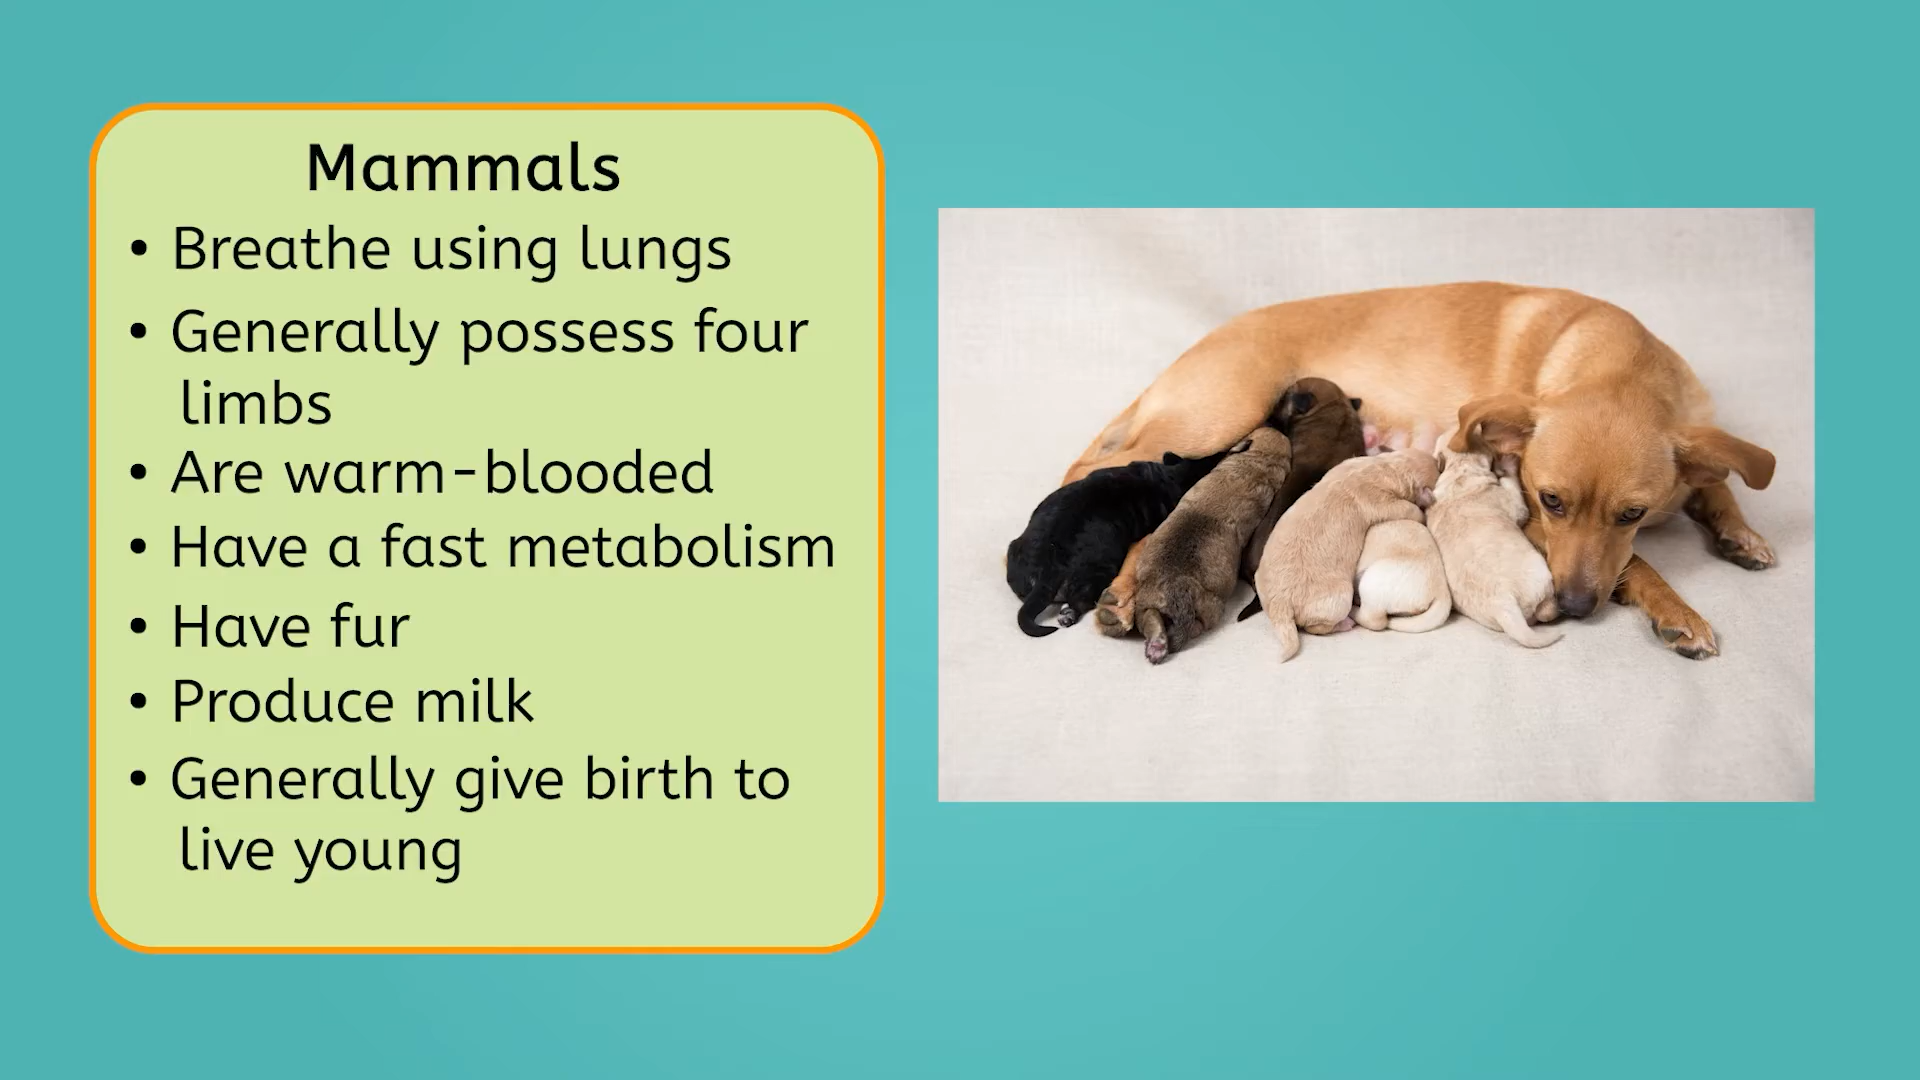 Mammals
• Breathe using lungs
• Generally possess four
limbs
• Are warm-blooded
• Have a fast metabolism
• Have fur
• Produce milk
• Generally give birth to
live young